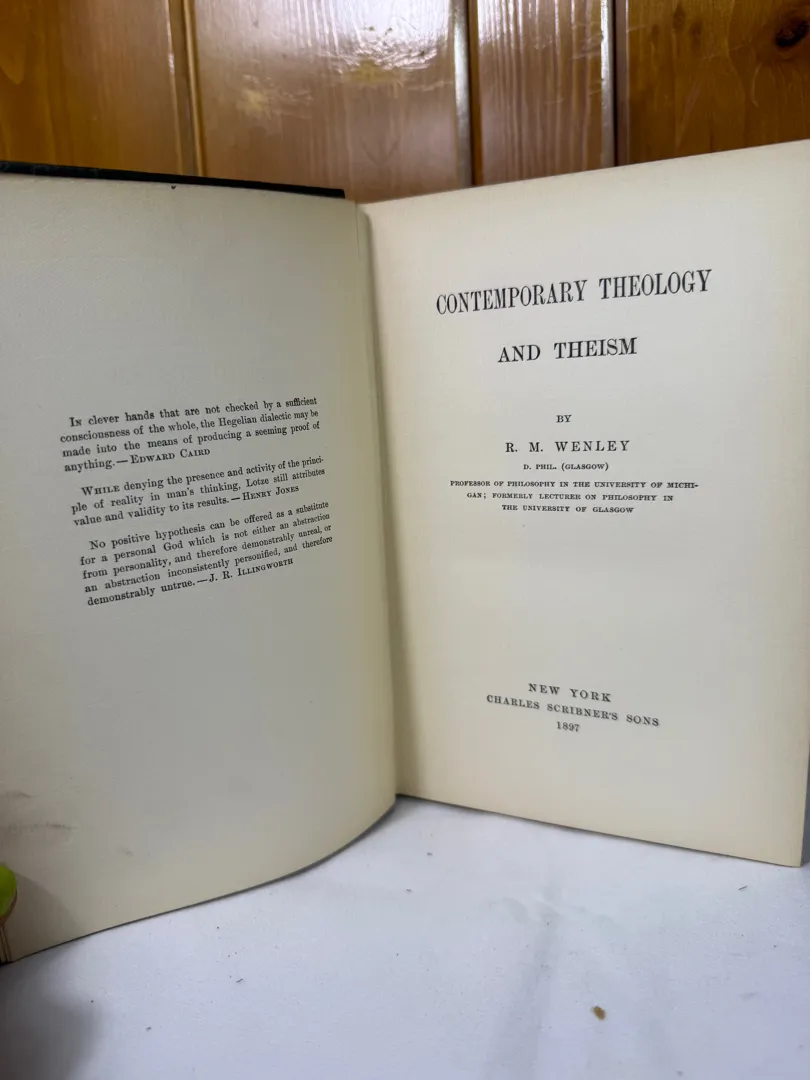 In clever hands that are not checked by a sufficient
consciousness of the whole, the Hegelian dialectic may be
made into the means of producing a seeming proof of
anything. — Edward Caird
While denying the presence and activity of the princi-
ple of reality in man's thinking, Lotze still attributes
value and validity to its results. — Henry Jones
No positive hypothesis can be offered as a substitute
for a personal God which is not either an abstraction
from personality, and therefore demonstrably unreal, or
an abstraction inconsistently personified, and therefore
demonstrably untrue. — J. R. Illingworth
CONTEMPORARY THEOLOGY
AND THEISM
BY
R. M. WENLEY
D. PHIL. (GLASGOW)
PROFESSOR OF PHILOSOPHY IN THE UNIVERSITY OF MICHI-
GAN; FORMERLY LECTURER ON PHILOSOPHY IN
THE UNIVERSITY OF GLASGOW
NEW YORK
CHARLES SCRIBNER'S SONS
1897